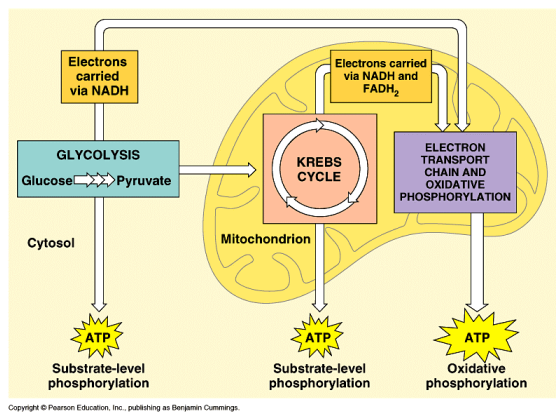 Electrons
carried
via NADH
Electrons carried
via NADH and
FADH₂
GLYCOLYSIS
Glucose Pyruvate
KREBS
CYCLE
ELECTRON
TRANSPORT
CHAIN AND
OXIDATIVE
PHOSPHORYLATION
Cytosol
Mitochondrion
ATP
ATP
ATP
Substrate-level
phosphorylation
Substrate-level
phosphorylation
Oxidative
phosphorylation
Copyright © Pearson Education, Inc., publishing as Benjamin Cummings.